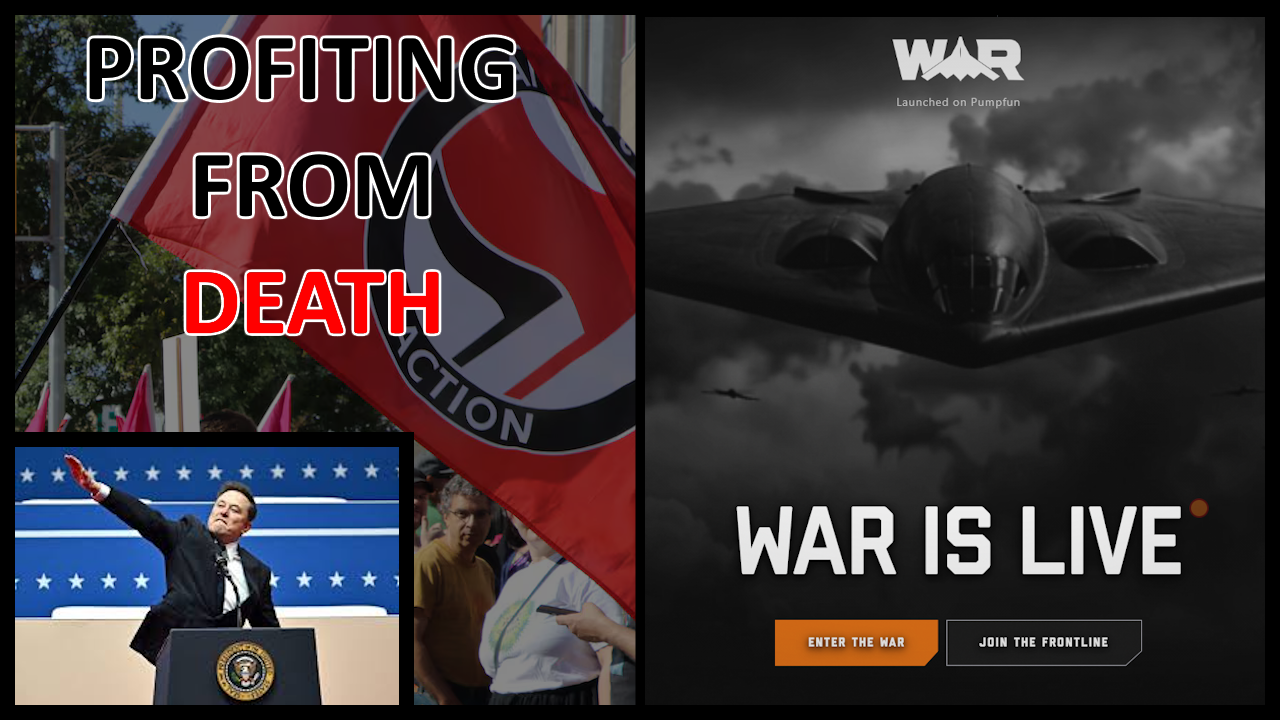 PROFITING
FROM
DEATH
ACTION
WAR
Launched on Pumpfun
WAR IS LIVE
ENTER THE WAR
JOIN THE FRONTLINE